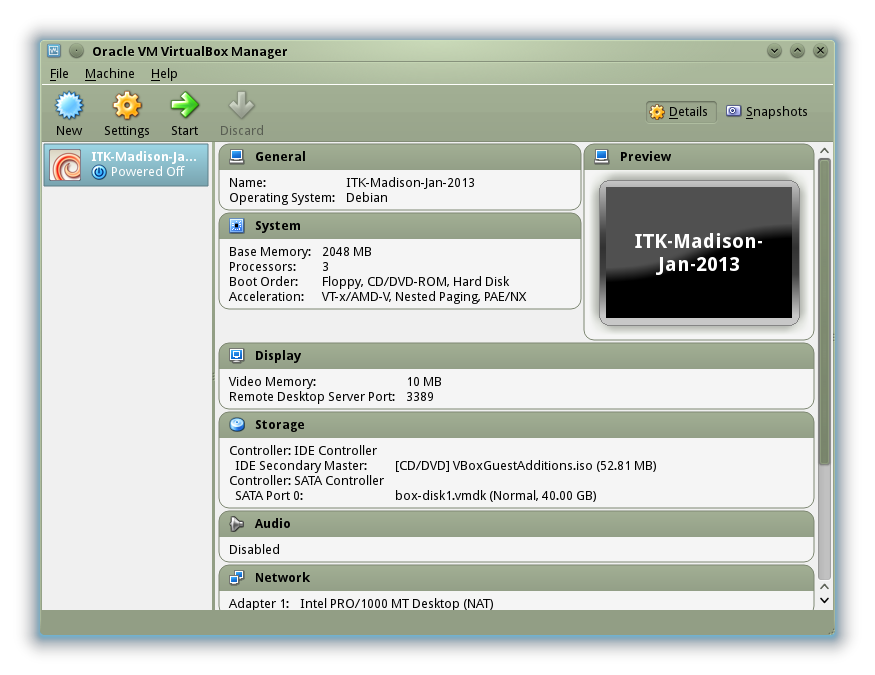 Oracle VM VirtualBox Manager
File Machine Help
New Settings Start Discard Details Snapshots
ITK-Madison-Ja...
Powered Off
General
Name: ITK-Madison-Jan-2013
Operating System: Debian
System
Base Memory: 2048 MB
Processors: 3
Boot Order: Floppy, CD/DVD-ROM, Hard Disk
Acceleration: VT-x/AMD-V, Nested Paging, PAE/NX
Preview
ITK-Madison-
Jan-2013
Display
Video Memory: 10 MB
Remote Desktop Server Port: 3389
Storage
Controller: IDE Controller
IDE Secondary Master: [CD/DVD] VBoxGuestAdditions.iso (52.81 MB)
Controller: SATA Controller
SATA Port 0: box-disk1.vmdk (Normal, 40.00 GB)
Audio
Disabled
Network
Adapter 1: Intel PRO/1000 MT Desktop (NAT)